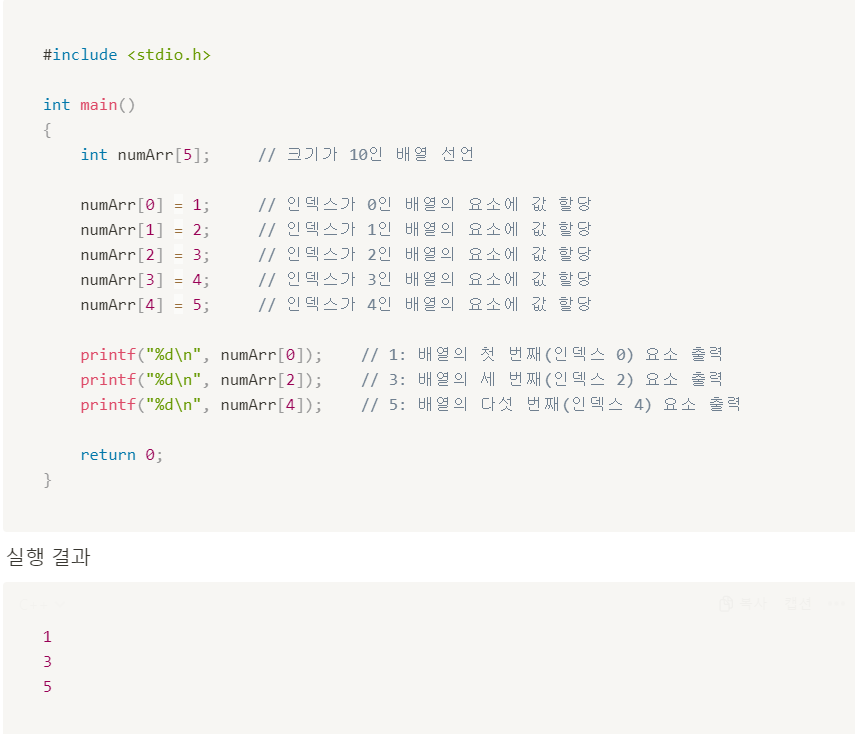 #include <stdio.h>
int main()
{
    int numArr[5];     // 크기가 10인 배열 선언
    numArr[0] = 1;     // 인덱스가 0인 배열의 요소에 값 할당
    numArr[1] = 2;     // 인덱스가 1인 배열의 요소에 값 할당
    numArr[2] = 3;     // 인덱스가 2인 배열의 요소에 값 할당
    numArr[3] = 4;     // 인덱스가 3인 배열의 요소에 값 할당
    numArr[4] = 5;     // 인덱스가 4인 배열의 요소에 값 할당
    printf("%d\n", numArr[0]);    // 1: 배열의 첫 번째(인덱스 0) 요소 출력
    printf("%d\n", numArr[2]);    // 3: 배열의 세 번째(인덱스 2) 요소 출력
    printf("%d\n", numArr[4]);    // 5: 배열의 다섯 번째(인덱스 4) 요소 출력
    return 0;
}
실행 결과
1
3
5